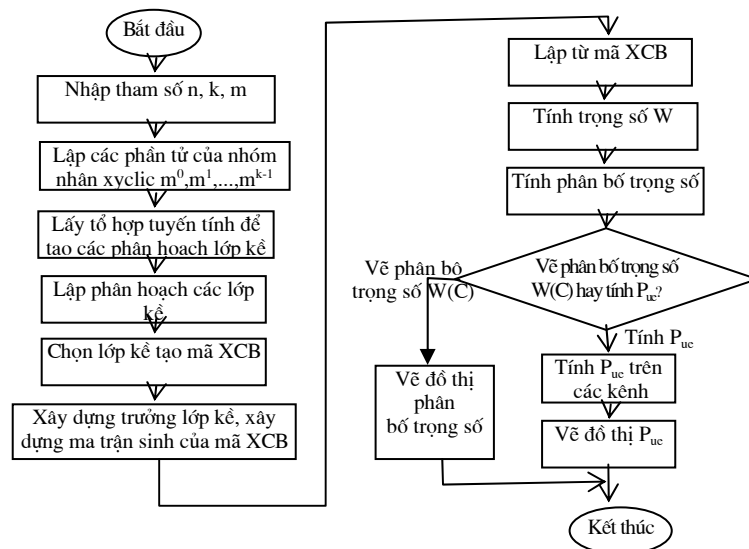 Bắt đầu
Nhập tham số n, k, m
Lập các phần tử của nhóm
nhân xyclic m⁰,m¹,...,mᵏ⁻¹
Lấy tổ hợp tuyến tính để
tạo các phân hoach lớp kề
Lập phân hoạch các lớp
kề
Chọn lớp kề tạo mã XCB
Xây dựng trưởng lớp kề, xây
dựng ma trận sinh của mã XCB
Lập từ mã XCB
Tính trọng số W
Tính phân bố trọng số
Vẽ phân bố trọng số
W(C) hay tính Pᵤc?
Vẽ phân bô
trọng số W(C)
Tính Pᵤc
Vẽ đồ thị
phân
bố trọng số
Tính Pᵤc trên
các kênh
Vẽ đồ thị Pᵤc
Kết thúc